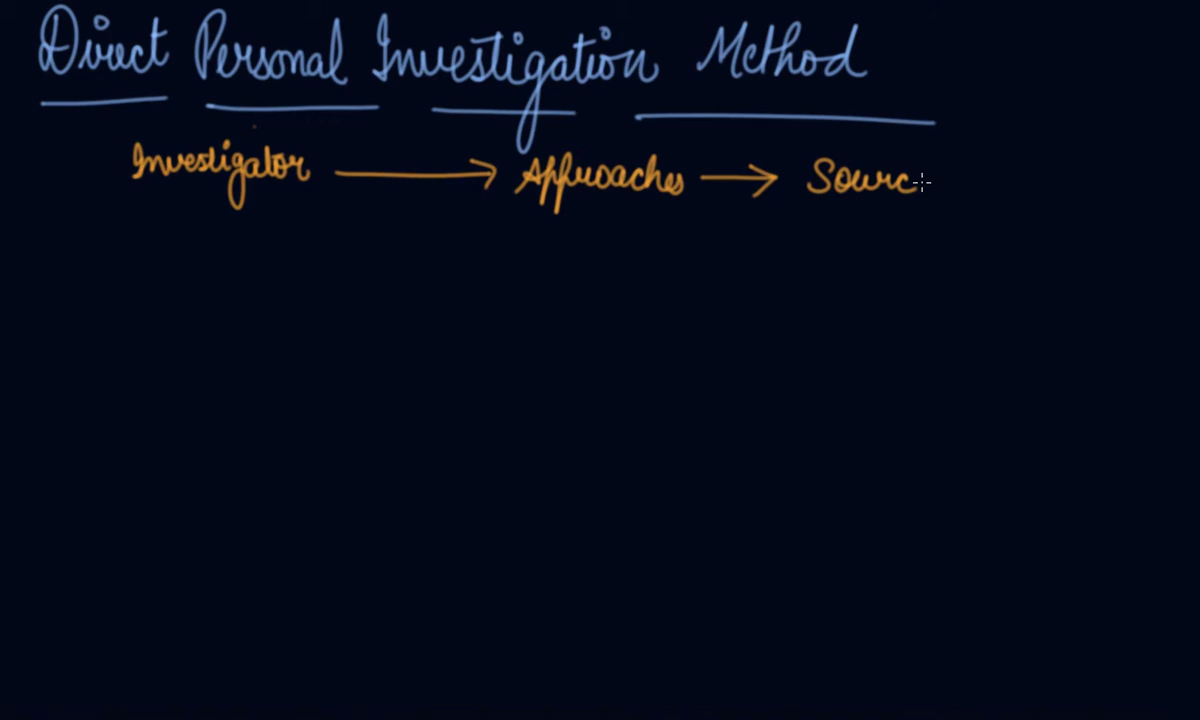 Direct Personal Investigation Method
Investigator → Approaches → Sourc